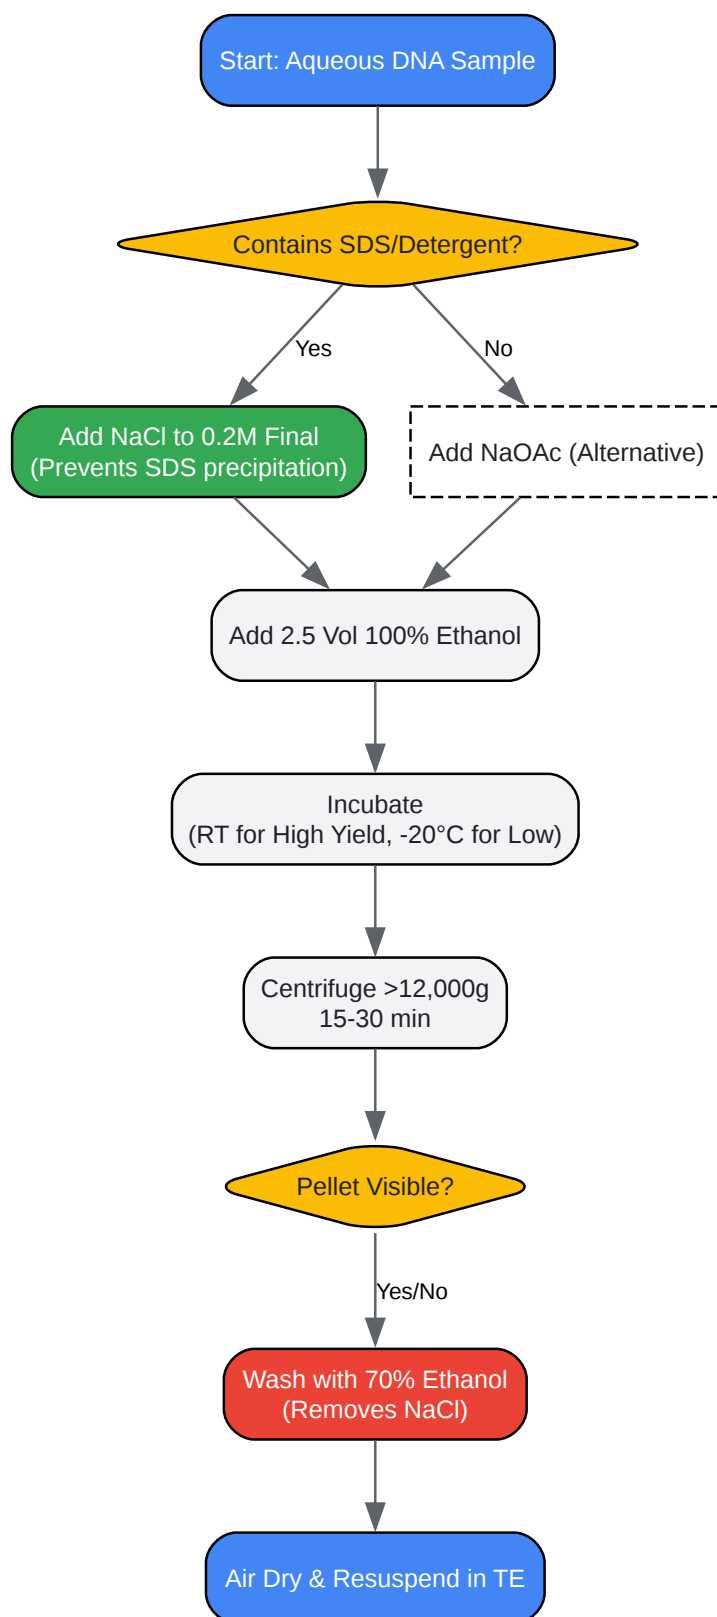 Start: Aqueous DNA Sample
Contains SDS/Detergent?
Yes
No
Add NaCl to 0.2M Final
(Prevents SDS precipitation)
Add NaOAc (Alternative)
Add 2.5 Vol 100% Ethanol
Incubate
(RT for High Yield, -20°C for Low)
Centrifuge >12,000g
15-30 min
Pellet Visible?
Yes/No
Wash with 70% Ethanol
(Removes NaCl)
Air Dry & Resuspend in TE